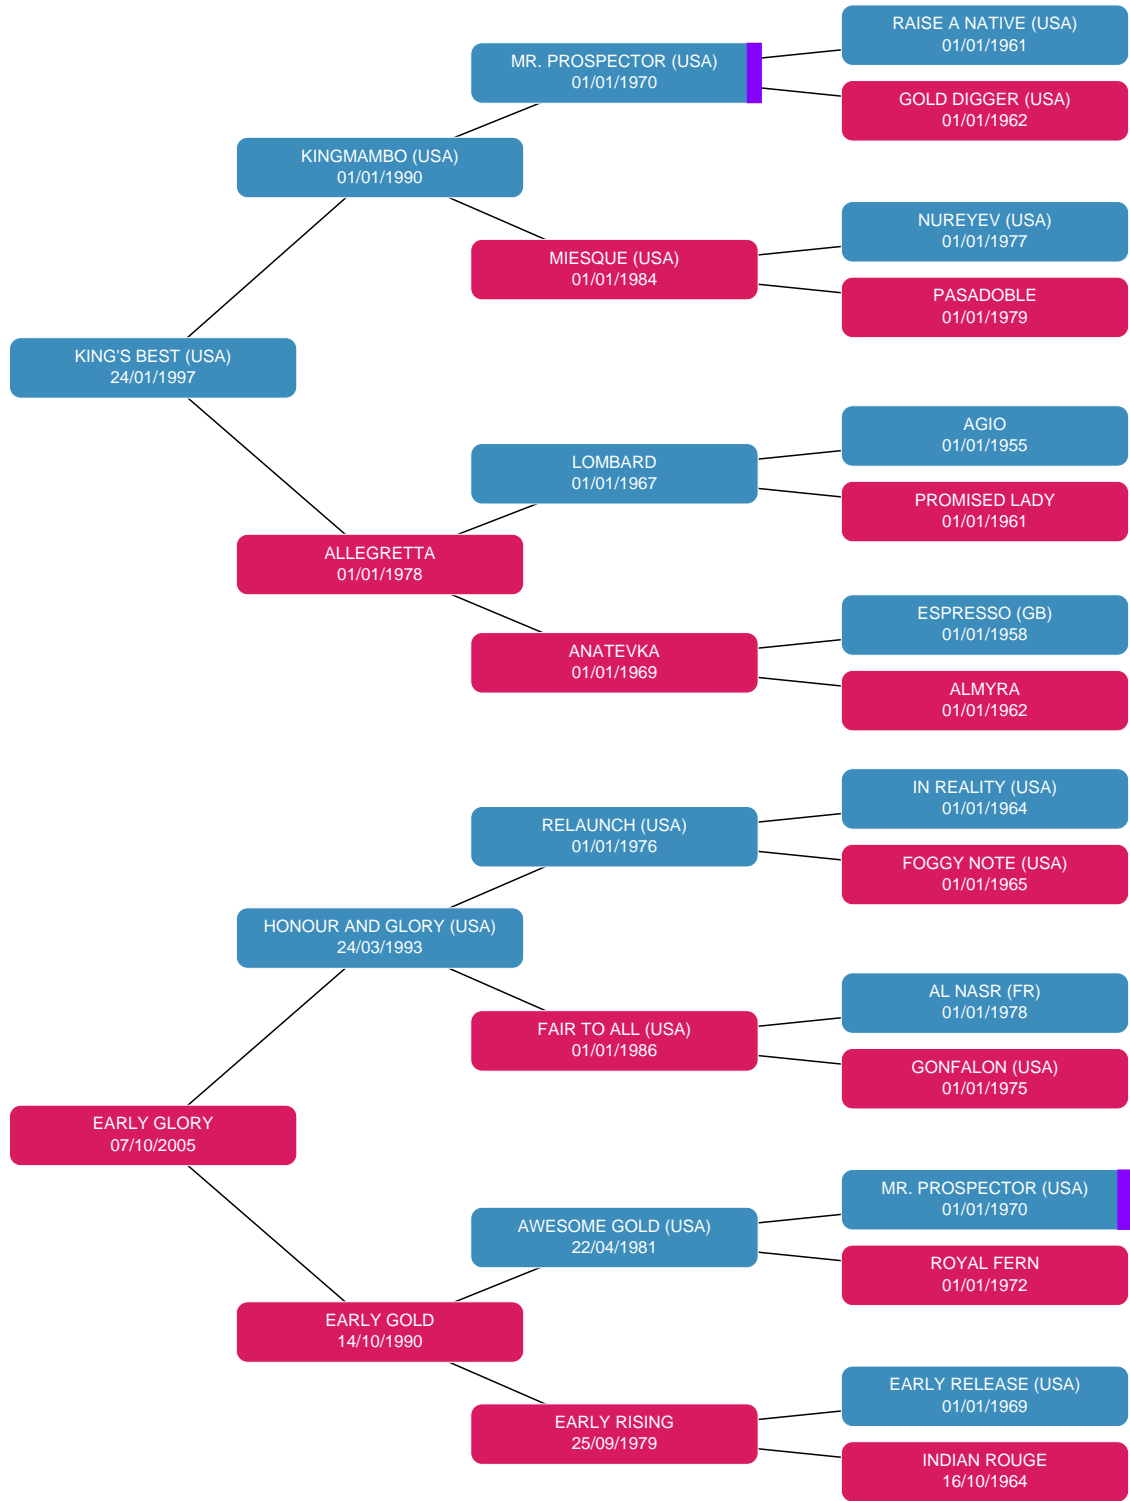 RAISE A NATIVE (USA)
01/01/1961
MR. PROSPECTOR (USA)
01/01/1970
GOLD DIGGER (USA)
01/01/1962
KINGMAMBO (USA)
01/01/1990
NUREYEV (USA)
01/01/1977
MIESQUE (USA)
01/01/1984
PASADOBLE
01/01/1979
KING'S BEST (USA)
24/01/1997
AGIO
01/01/1955
LOMBARD
01/01/1967
PROMISED LADY
01/01/1961
ALLEGRETTA
01/01/1978
ESPRESSO (GB)
01/01/1958
ANATEVKA
01/01/1969
ALMYRA
01/01/1962
IN REALITY (USA)
01/01/1964
RELAUNCH (USA)
01/01/1976
FOGGY NOTE (USA)
01/01/1965
HONOUR AND GLORY (USA)
24/03/1993
AL NASR (FR)
01/01/1978
FAIR TO ALL (USA)
01/01/1986
GONFALON (USA)
01/01/1975
EARLY GLORY
07/10/2005
MR. PROSPECTOR (USA)
01/01/1970
AWESOME GOLD (USA)
22/04/1981
ROYAL FERN
01/01/1972
EARLY GOLD
14/10/1990
EARLY RELEASE (USA)
01/01/1969
EARLY RISING
25/09/1979
INDIAN ROUGE
16/10/1964